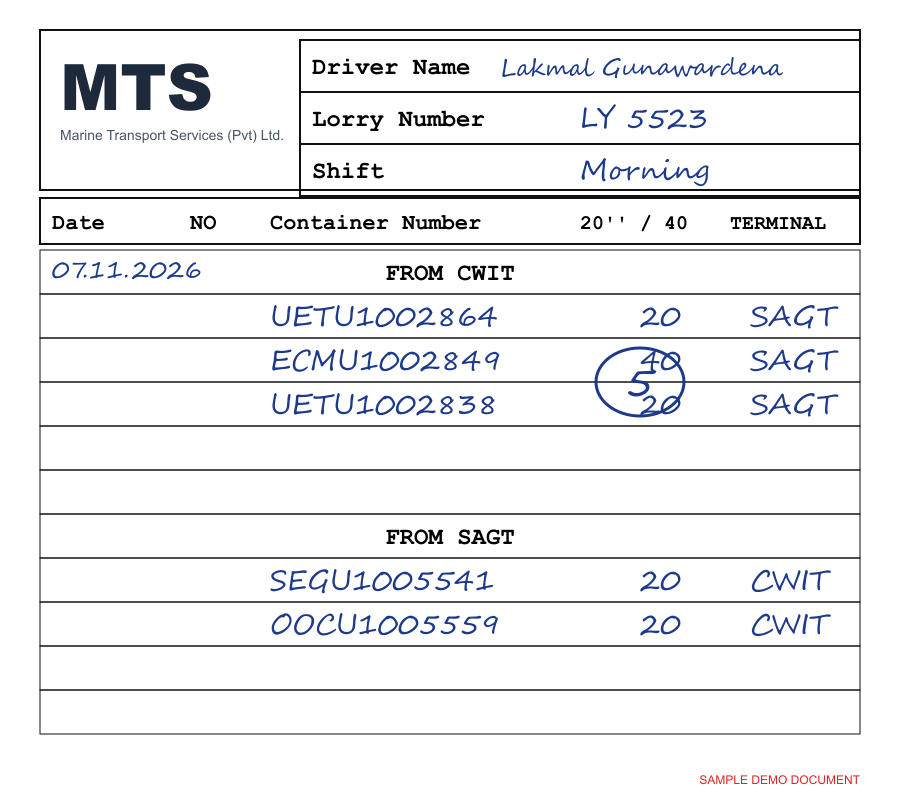 MTS
Marine Transport Services (Pvt) Ltd.
Driver Name Lakmal Gunawardena
Lorry Number LY 5523
Shift Morning
Date NO Container Number 20'' / 40 TERMINAL
07.11.2026 FROM CWIT
UETU1002864 20 SAGT
ECMU1002849 40 SAGT
5
UETU1002838 20 SAGT
FROM SAGT
SEGU1005541 20 CWIT
OOCU1005559 20 CWIT
SAMPLE DEMO DOCUMENT